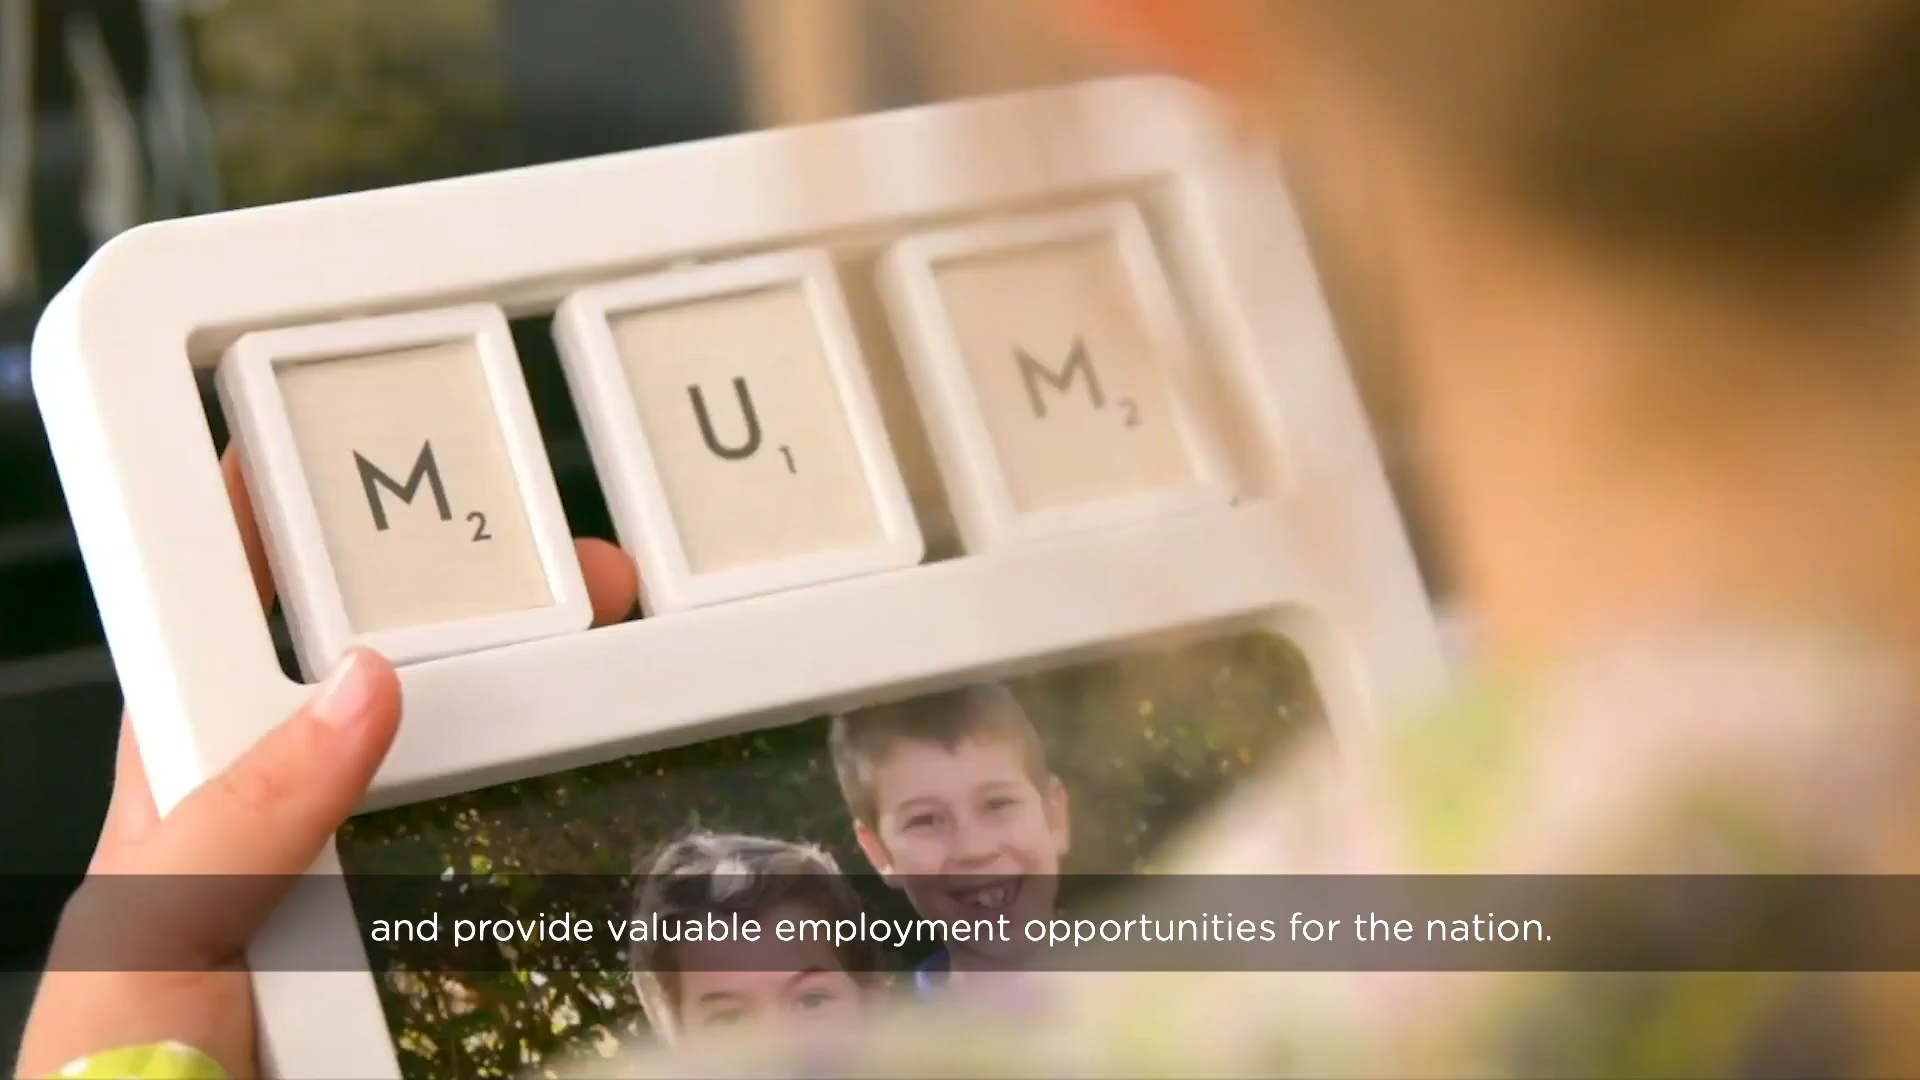 M2 U1 M2
and provide valuable employment opportunities for the nation.